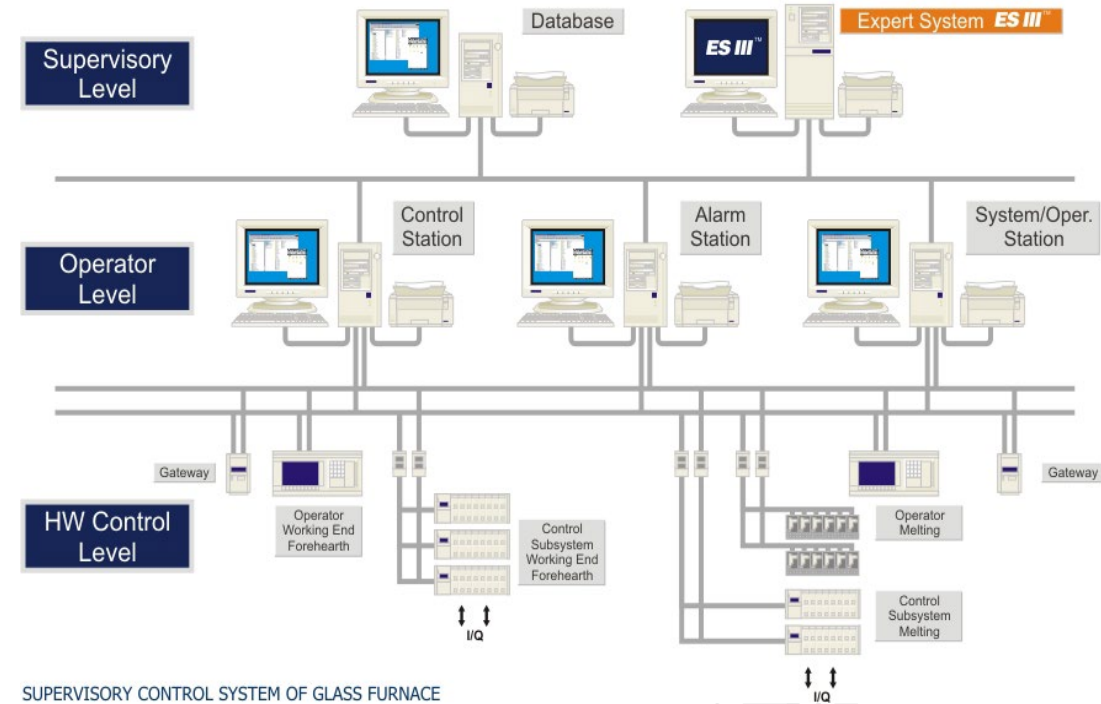 Database
Expert System ES III™
Supervisory
Level
ES III™
Control
Station
Alarm
Station
System/Oper.
Station
Operator
Level
Gateway
Operator
Working End
Forehearth
Control
Subsystem
Working End
Forehearth
Operator
Melting
Gateway
HW Control
Level
Control
Subsystem
Melting
I/Q
I/Q
SUPERVISORY CONTROL SYSTEM OF GLASS FURNACE